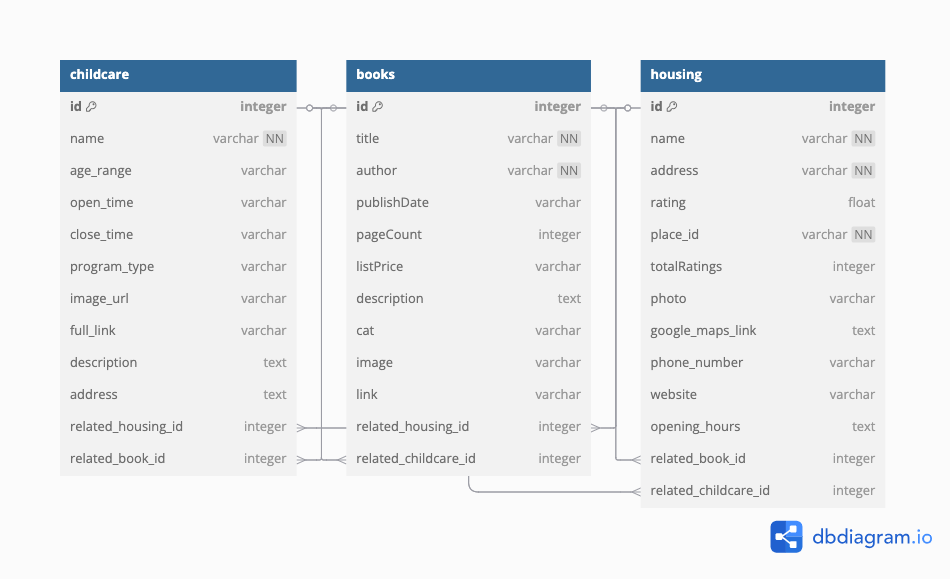 childcare
id integer
name varchar NN
age_range varchar
open_time varchar
close_time varchar
program_type varchar
image_url varchar
full_link varchar
description text
address text
related_housing_id integer
related_book_id integer
books
id integer
title varchar NN
author varchar NN
publishDate varchar
pageCount integer
listPrice varchar
description text
cat varchar
image varchar
link varchar
related_housing_id integer
related_childcare_id integer
housing
id integer
name varchar NN
address varchar NN
rating float
place_id varchar NN
totalRatings integer
photo varchar
google_maps_link text
phone_number varchar
website varchar
opening_hours text
related_book_id integer
related_childcare_id integer
dbdiagram.io